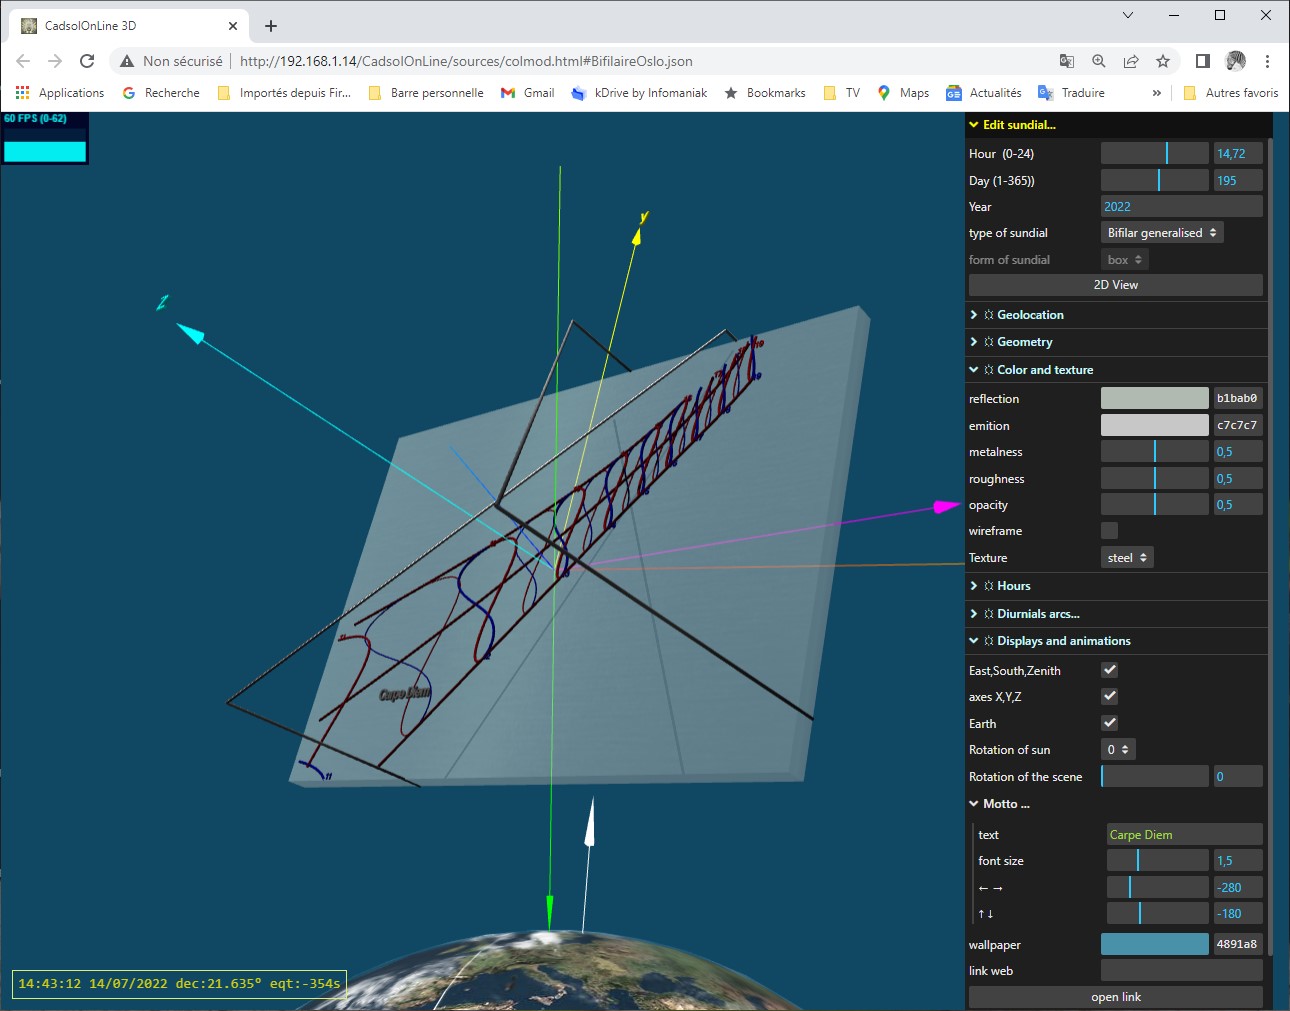 CadsolOnLine 3D
Non sécurisé http://192.168.1.14/CadsolOnLine/sources/colmod.html#BifilaireOslo.json
Applications Recherche Importés depuis Fir... Barre personnelle Gmail kDrive by Infomaniak Bookmarks TV Maps Actualités Traduire » Autres favoris
60 FPS (0-62)
Edit sundial...
Hour (0-24) 14,72
Day (1-365)) 195
Year 2022
type of sundial Bifilar generalised
form of sundial box
2D View
Geolocation
Geometry
Color and texture
reflection b1bab0
emition c7c7c7
metalness 0,5
roughness 0,5
opacity 0,5
wireframe
Texture steel
Hours
Diurnials arcs...
Displays and animations
East,South,Zenith
axes X,Y,Z
Earth
Rotation of sun 0
Rotation of the scene 0
Motto ...
text Carpe Diem
font size 1,5
←→ -280
↑↓ -180
wallpaper 4891a8
link web
open link
y
Z
19
19
Carpe Diem
11
14:43:12 14/07/2022 dec:21.635° eqt:-354s